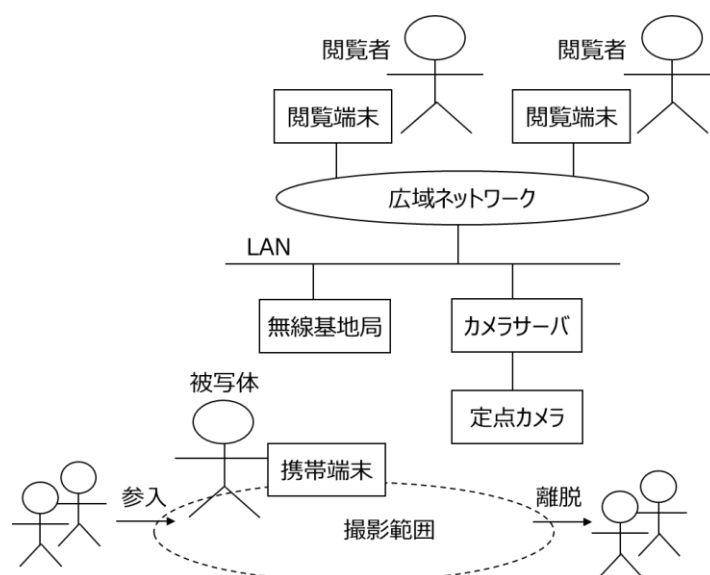 閲覧者
閲覧者
閲覧端末
閲覧端末
広域ネットワーク
LAN
無線基地局
カメラサーバ
被写体
定点カメラ
携帯端末
参入
離脱
撮影範囲